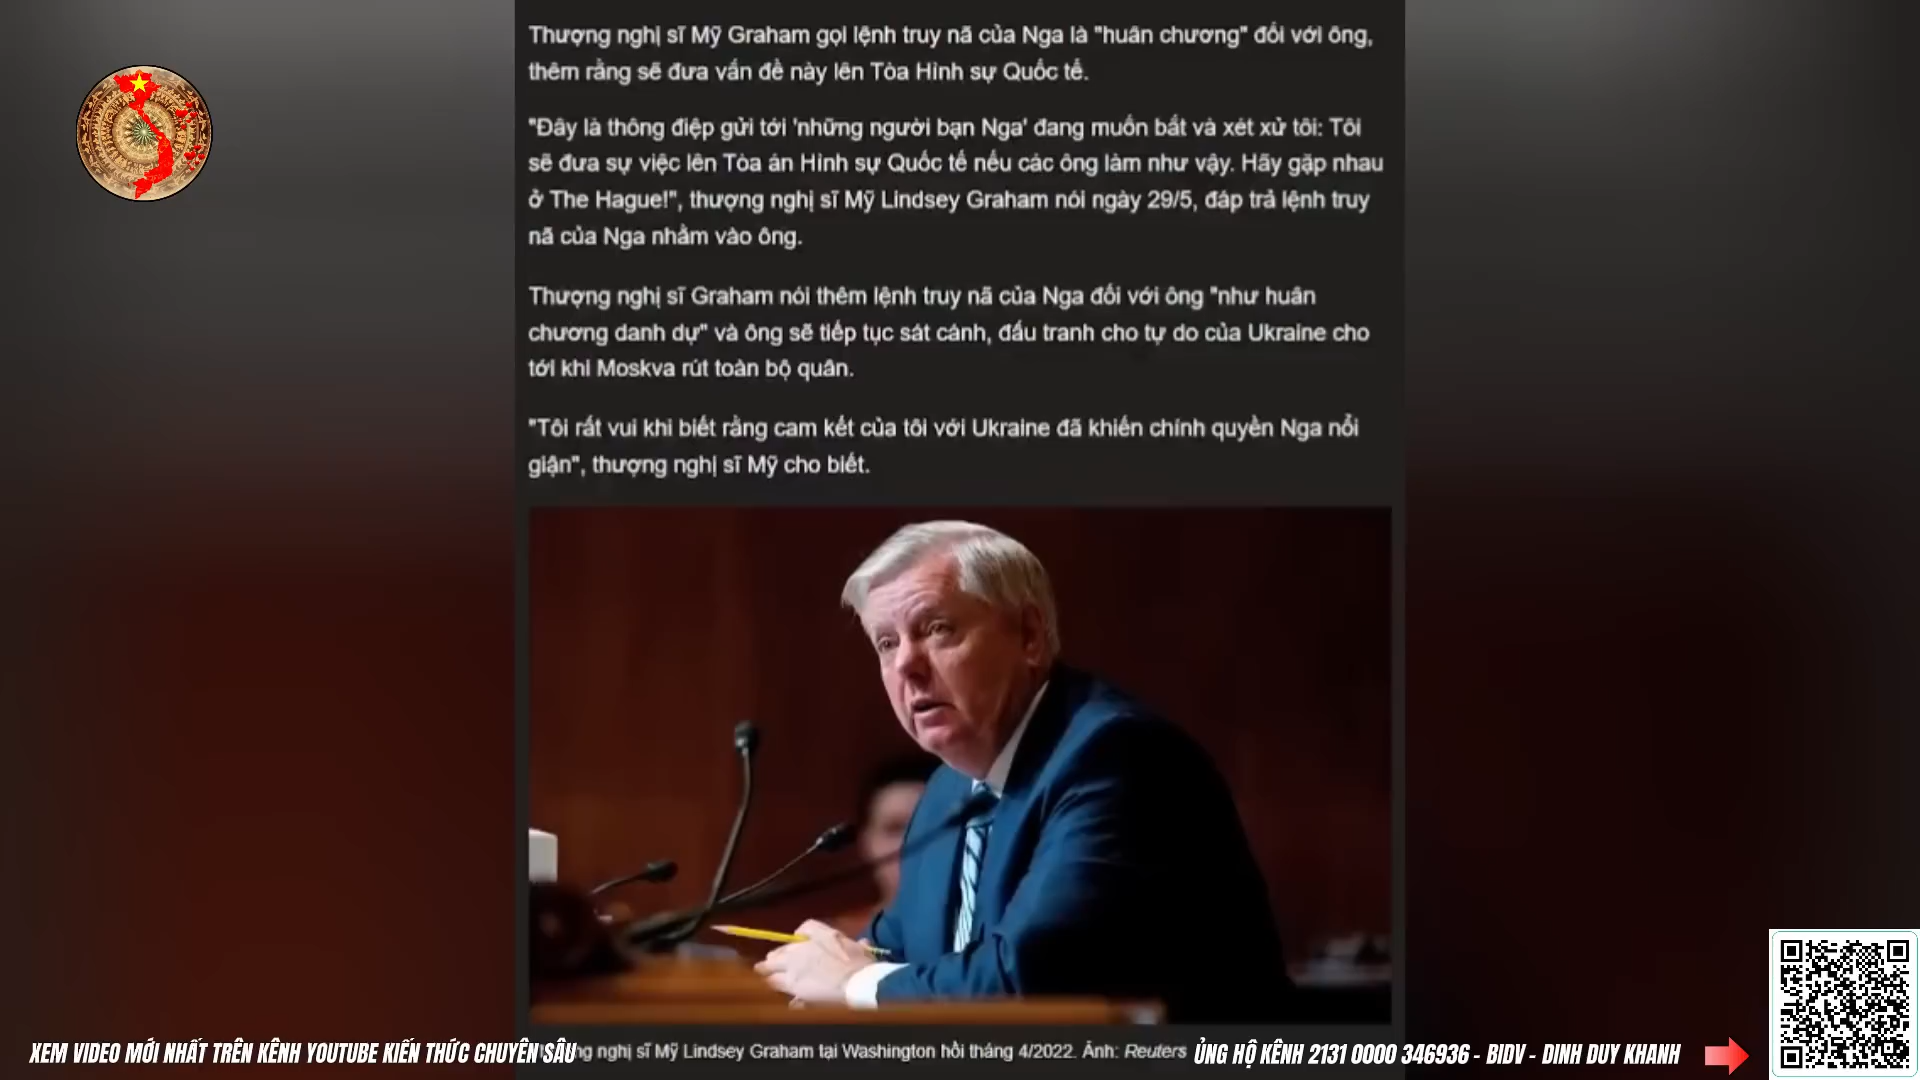 Thượng nghị sĩ Mỹ Graham gọi lệnh truy nã của Nga là "huân chương" đối với ông,
thêm rằng sẽ đưa vấn đề này lên Tòa Hình sự Quốc tế.
"Đây là thông điệp gửi tới 'những người bạn Nga' đang muốn bắt và xét xử tôi: Tôi
sẽ đưa sự việc lên Tòa án Hình sự Quốc tế nếu các ông làm như vậy. Hãy gặp nhau
ở The Hague!", thượng nghị sĩ Mỹ Lindsey Graham nói ngày 29/5, đáp trả lệnh truy
nã của Nga nhằm vào ông.
Thượng nghị sĩ Graham nói thêm lệnh truy nã của Nga đối với ông "như huân
chương danh dự" và ông sẽ tiếp tục sát cánh, đấu tranh cho tự do của Ukraine cho
tới khi Moskva rút toàn bộ quân.
"Tôi rất vui khi biết rằng cam kết của tôi với Ukraine đã khiến chính quyền Nga nổi
giận", thượng nghị sĩ Mỹ cho biết.
XEM VIDEO MỚI NHẤT TRÊN KÊNH YOUTUBE KIẾN THỨC CHUYÊN SÂU
nghị sĩ Mỹ Lindsey Graham tại Washington hồi tháng 4/2022. Ảnh: Reuters
ỦNG HỘ KÊNH 2131 0000 346936 - BIDV - DINH DUY KHANH